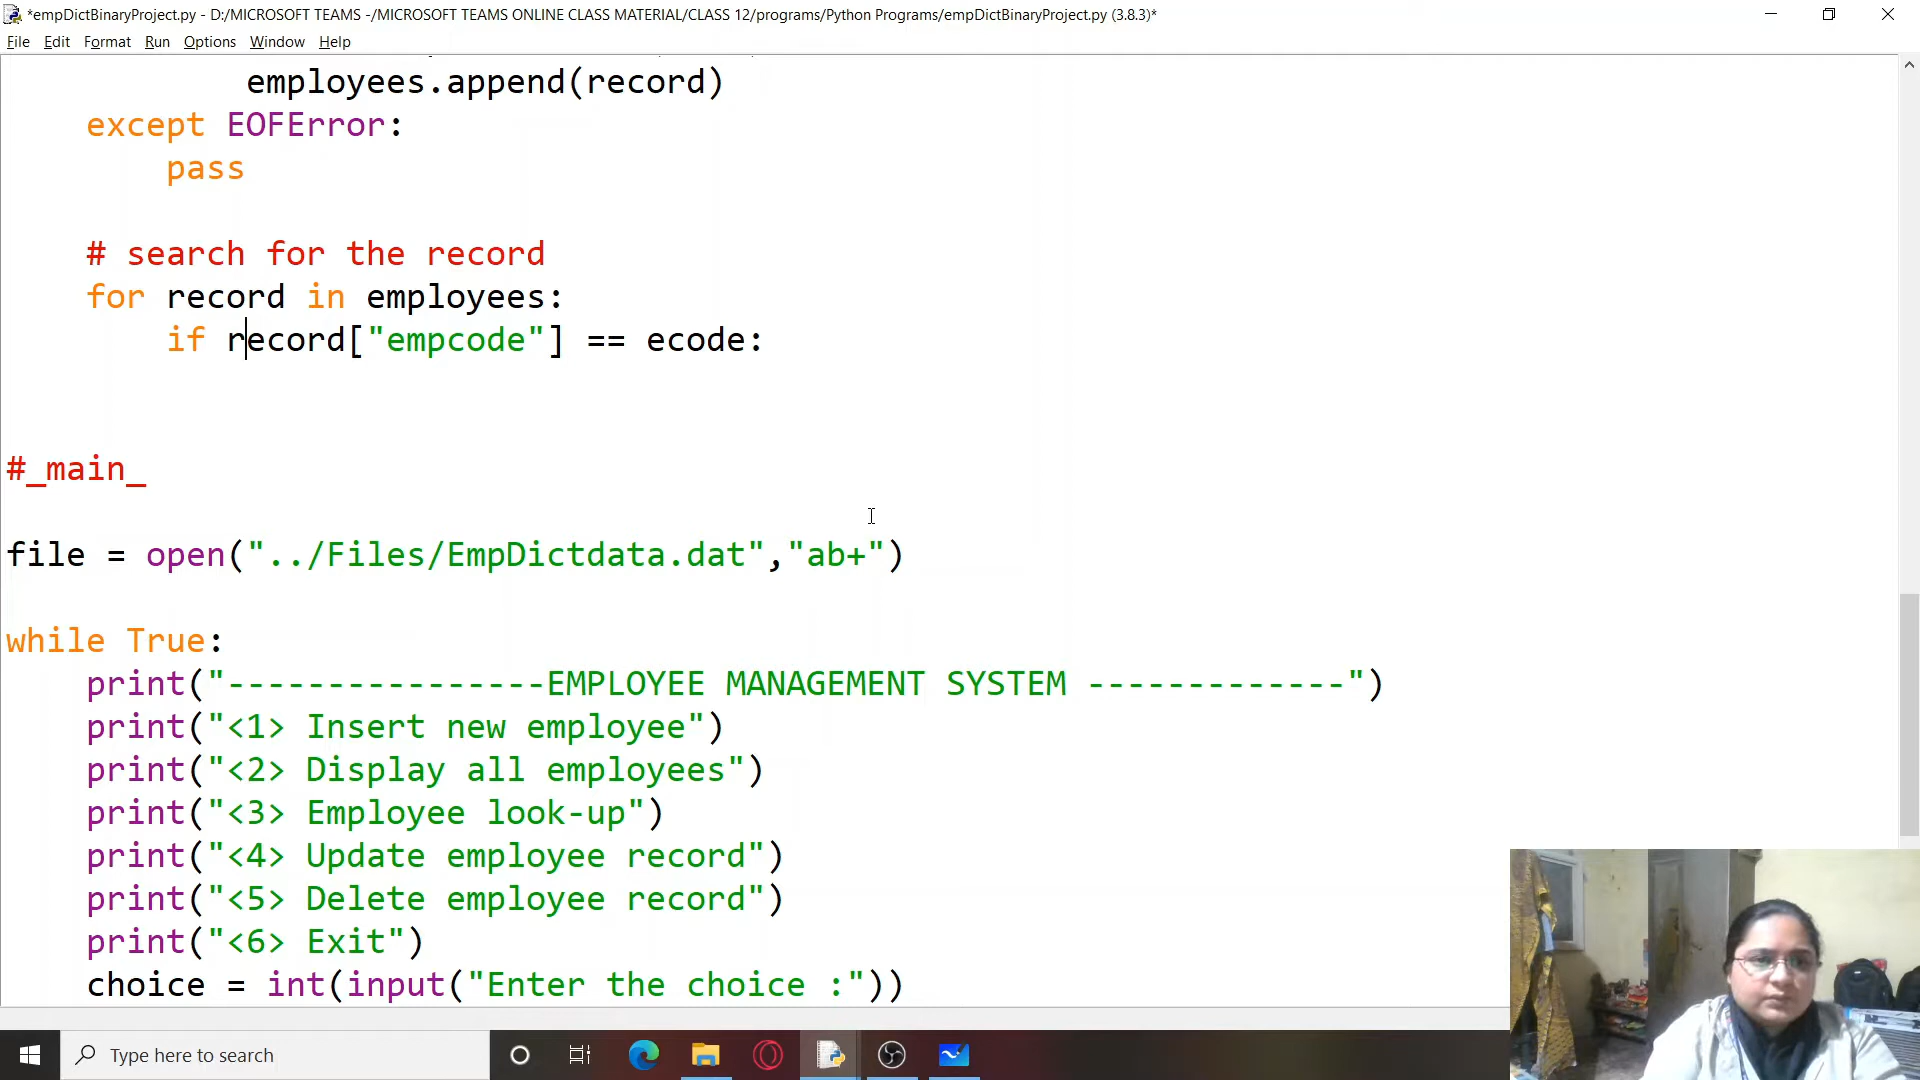 *empDictBinaryProject.py - D:/MICROSOFT TEAMS -/MICROSOFT TEAMS ONLINE CLASS MATERIAL/CLASS 12/programs/Python Programs/empDictBinaryProject.py (3.8.3)*
File Edit Format Run Options Window Help
employees.append(record)
except EOFError:
pass
# search for the record
for record in employees:
if record["empcode"] == ecode:
#_main_
file = open("../Files/EmpDictdata.dat","ab+")
while True:
print("----------------EMPLOYEE MANAGEMENT SYSTEM -------------")
print("<1> Insert new employee")
print("<2> Display all employees")
print("<3> Employee look-up")
print("<4> Update employee record")
print("<5> Delete employee record")
print("<6> Exit")
choice = int(input("Enter the choice :"))
Type here to search